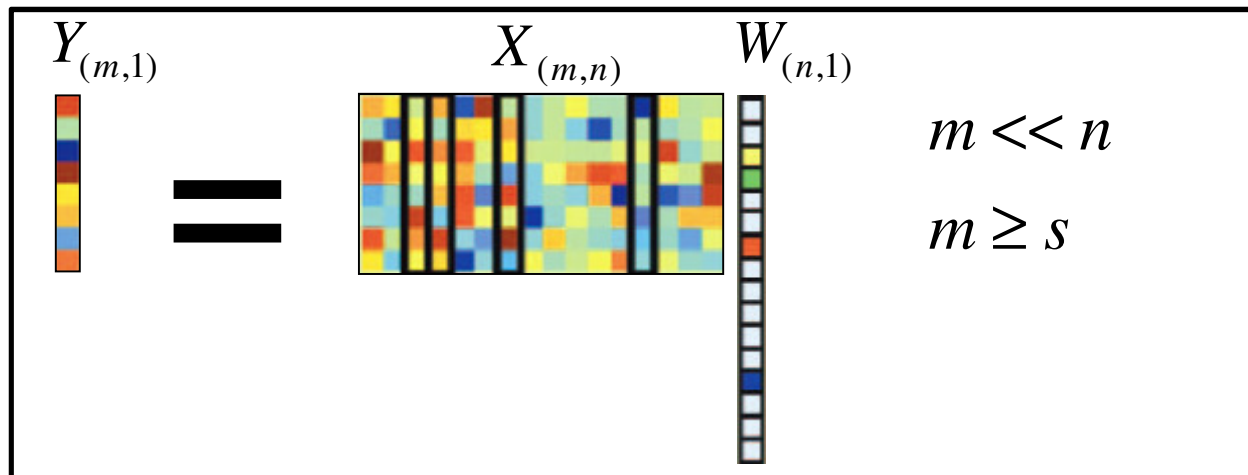 Y(m,1)
=
X(m,n)
W(n,1)
m << n
m ≥ s